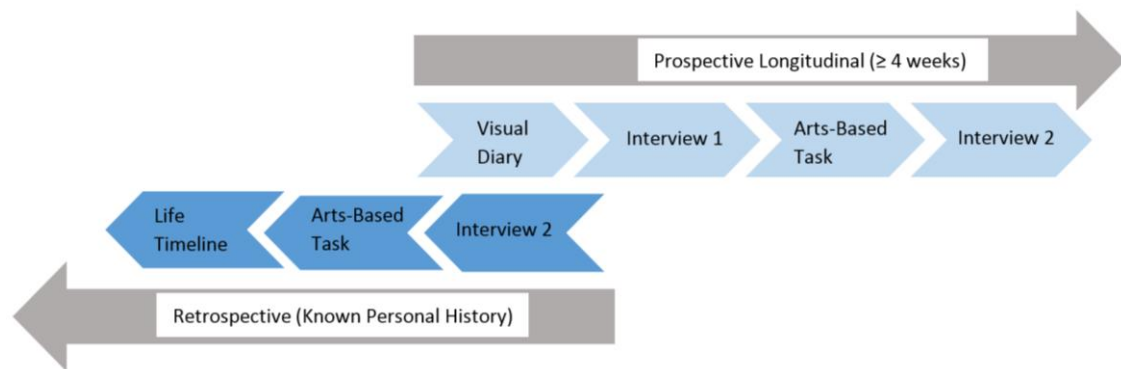 Prospective Longitudinal (≥ 4 weeks)
Visual
Diary
Interview 1
Arts-Based
Task
Interview 2
Life
Timeline
Arts-Based
Task
Interview 2
Retrospective (Known Personal History)